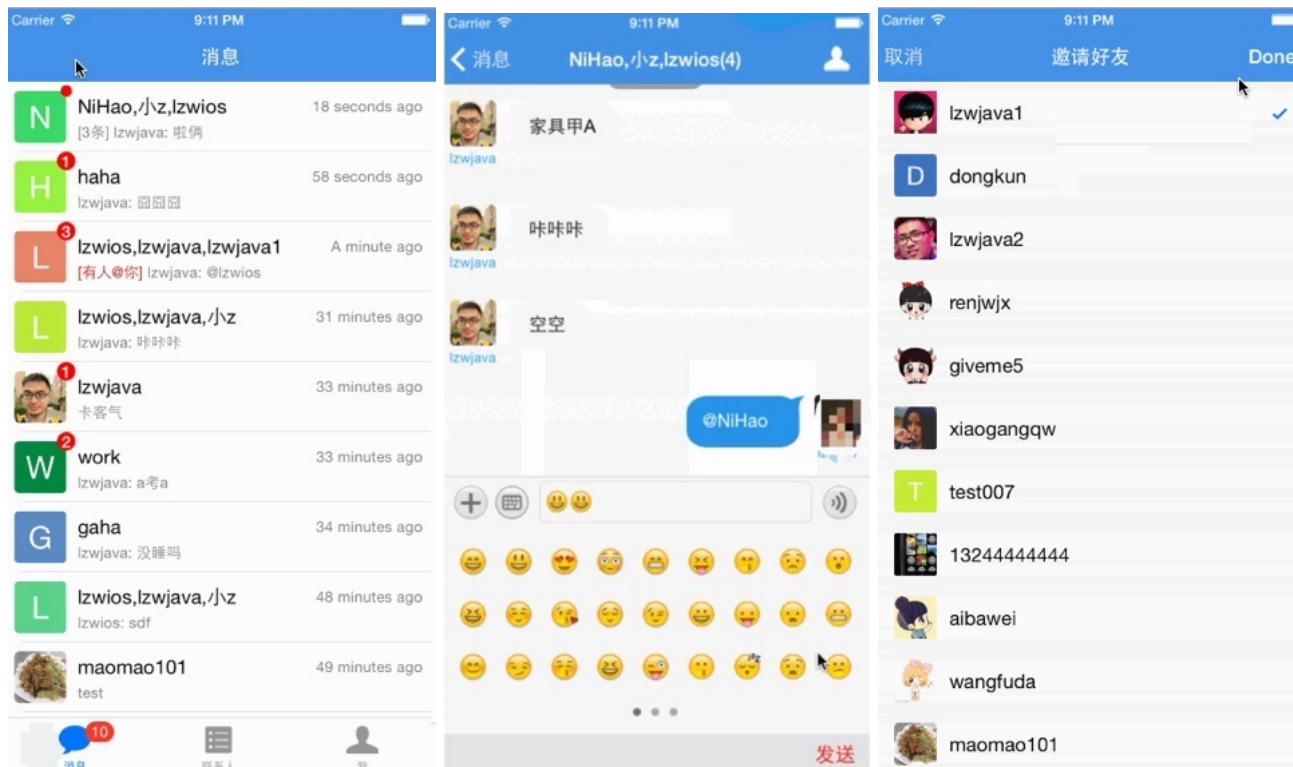 Carrier
9:11 PM
消息
N
NiHao,小z,lzwios
18 seconds ago
[3条] lzwjava: 啦俩
H
1
haha
58 seconds ago
lzwjava: 囧囧囧
L
3
lzwios,lzwjava,lzwjava1
A minute ago
[有人@你] lzwjava: @lzwios
L
lzwios,lzwjava,小z
31 minutes ago
lzwjava: 咔咔咔
1
lzwjava
33 minutes ago
卡客气
W
2
work
33 minutes ago
lzwjava: a考a
G
gaha
34 minutes ago
lzwjava: 没睡吗
L
lzwios,lzwjava,小z
48 minutes ago
lzwios: sdf
maomao101
49 minutes ago
test
10
消息
联系人
我
Carrier
9:11 PM
消息
NiHao,小z,lzwios(4)
家具甲A
lzwjava
咔咔咔
lzwjava
空空
lzwjava
@NiHao
发送
Carrier
9:11 PM
取消
邀请好友
Done
lzwjava1
D
dongkun
lzwjava2
renjwjx
giveme5
xiaogangqw
T
test007
13244444444
aibawei
wangfuda
maomao101